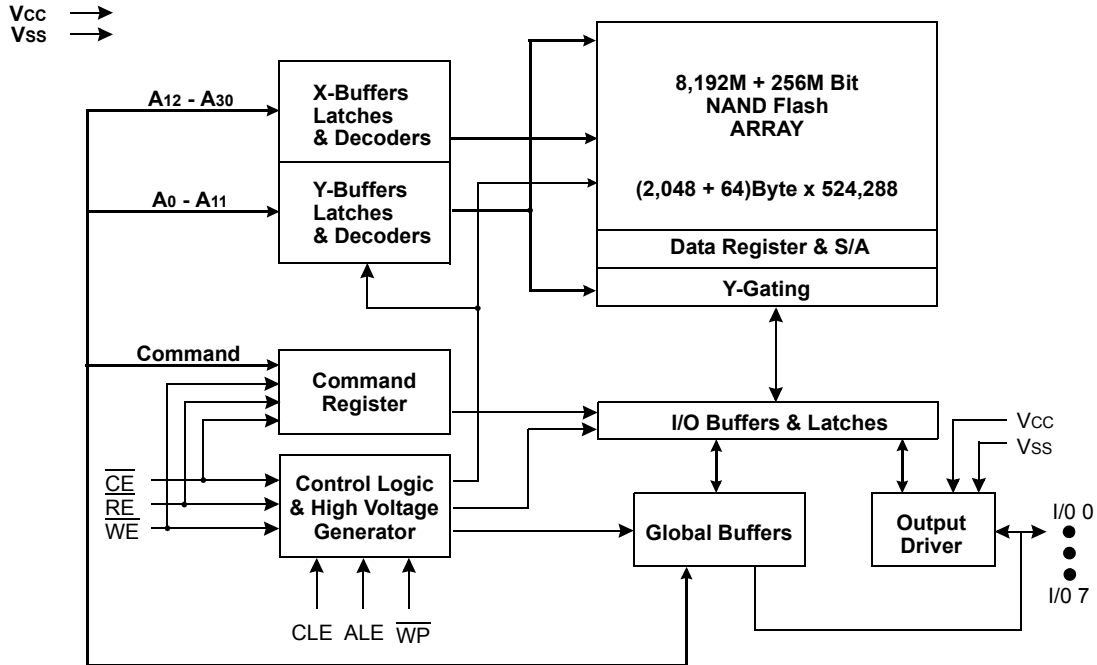 VCC
VSS
A12 - A30
X-Buffers
Latches
& Decoders
A0 - A11
Y-Buffers
Latches
& Decoders
8,192M + 256M Bit
NAND Flash
ARRAY
(2,048 + 64)Byte x 524,288
Data Register & S/A
Y-Gating
Command
Command
Register
I/O Buffers & Latches
VCC
VSS
CE
RE
WE
Control Logic
& High Voltage
Generator
Global Buffers
Output
Driver
I/0 0
I/0 7
CLE ALE WP